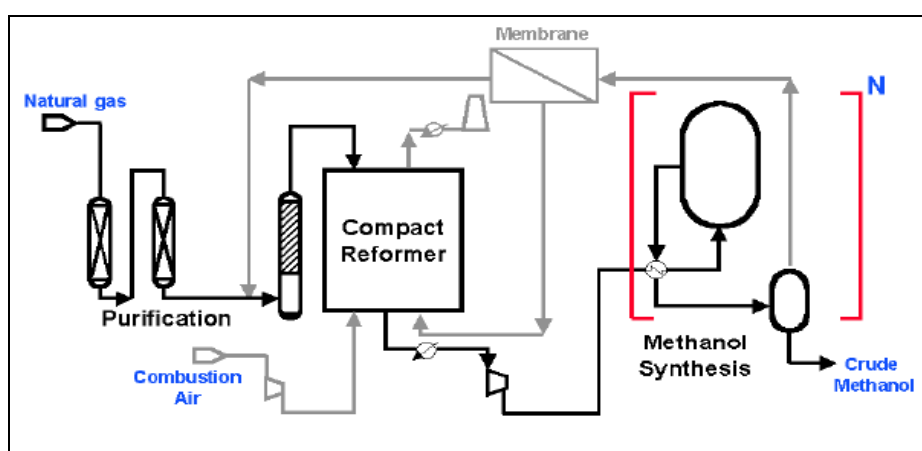 Membrane
N
Natural gas
Compact
Reformer
Purification
Methanol
Synthesis
Combustion
Air
Crude
Methanol